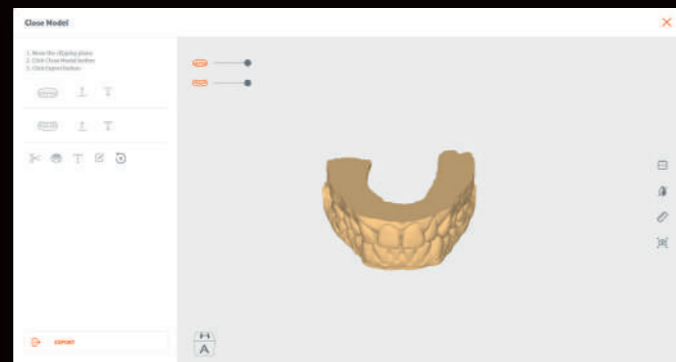 Close Model
1. Move the clipping plane
2. Click Close Model button
3. Click Export button
EXPORT